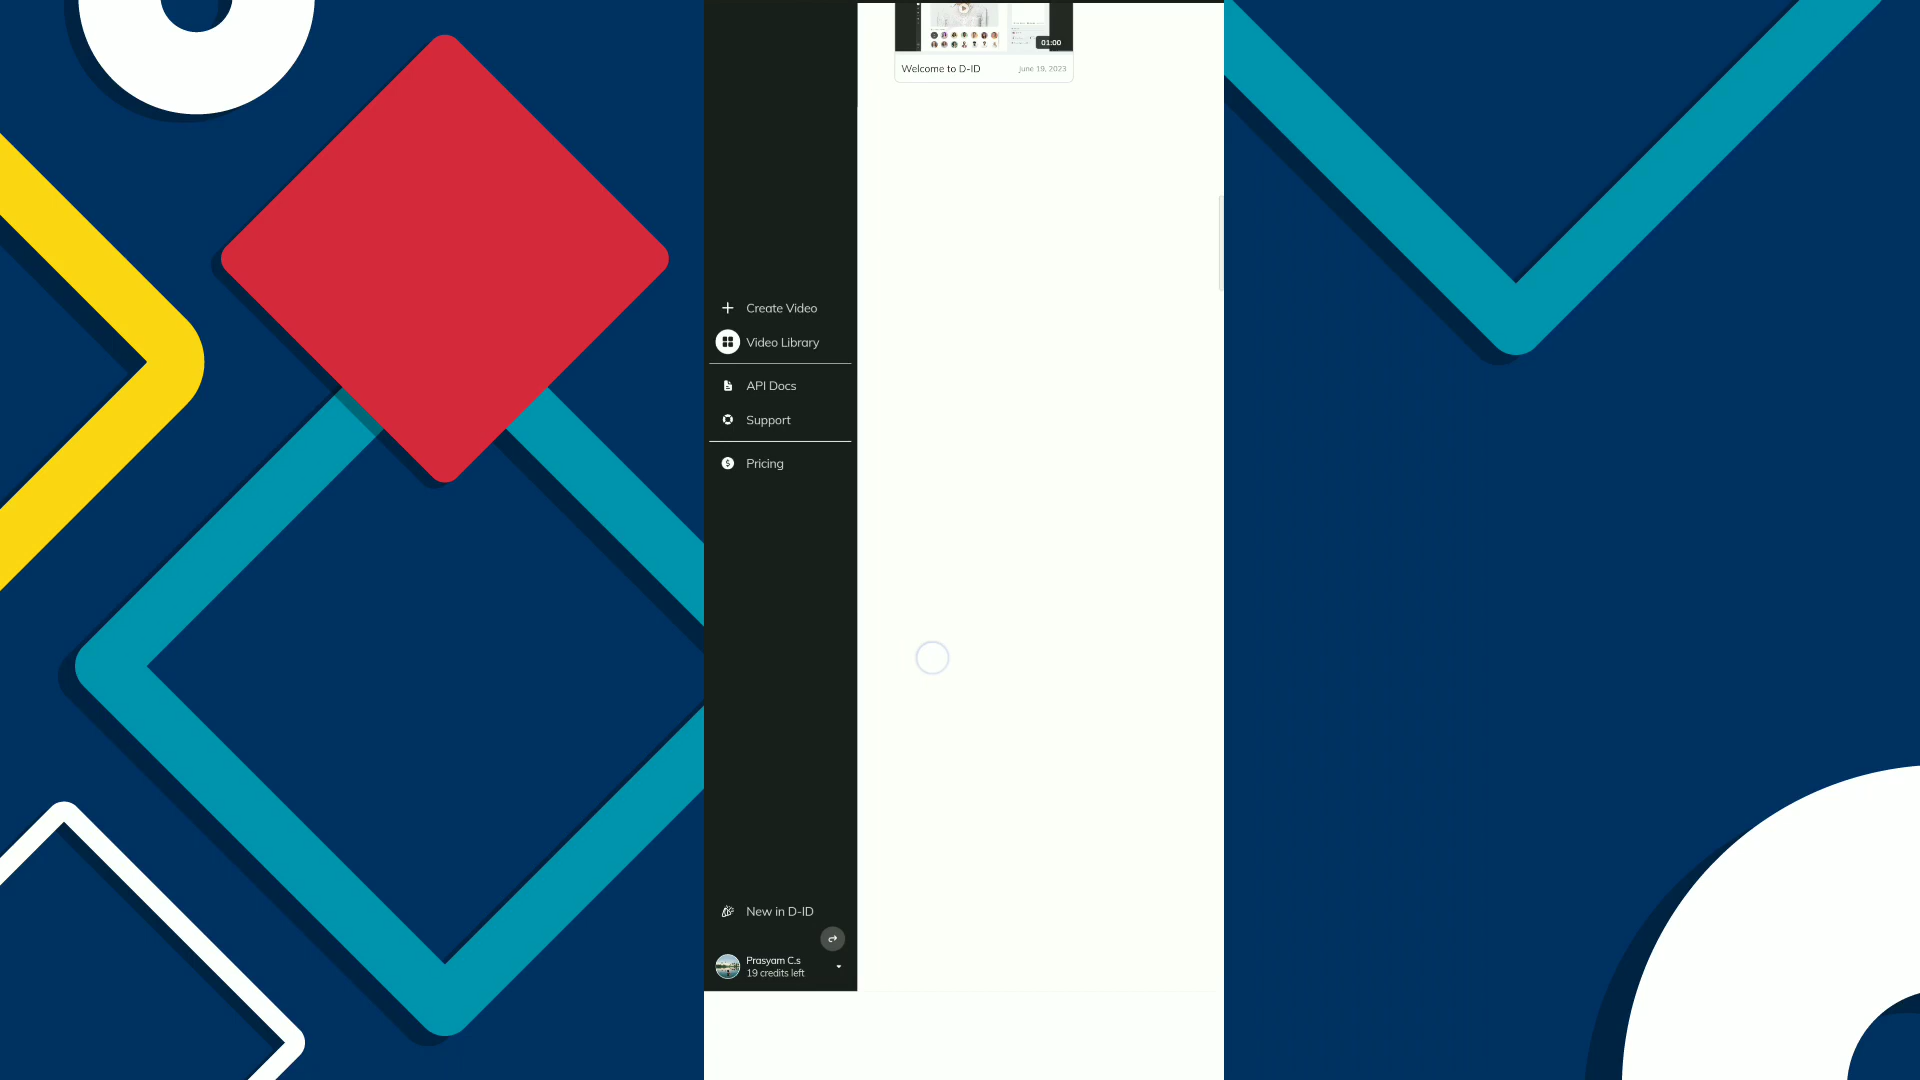 01:00
Welcome to D-ID June 19, 2023
Create Video
Video Library
API Docs
Support
Pricing
New in D-ID
Prasyam C.s
19 credits left